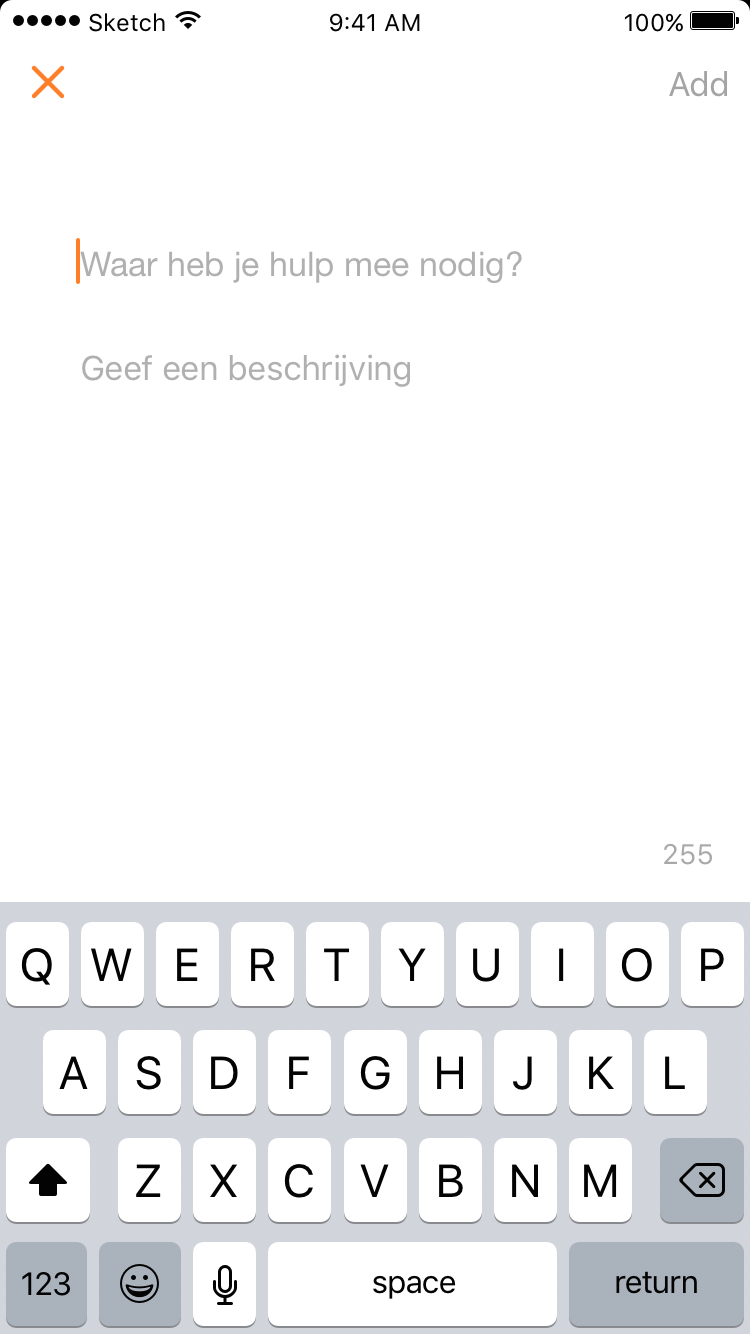 Sketch 9:41 AM 100%
Add
Waar heb je hulp mee nodig?
Geef een beschrijving
255
Q W E R T Y U I O P
A S D F G H J K L
Z X C V B N M
123 space return